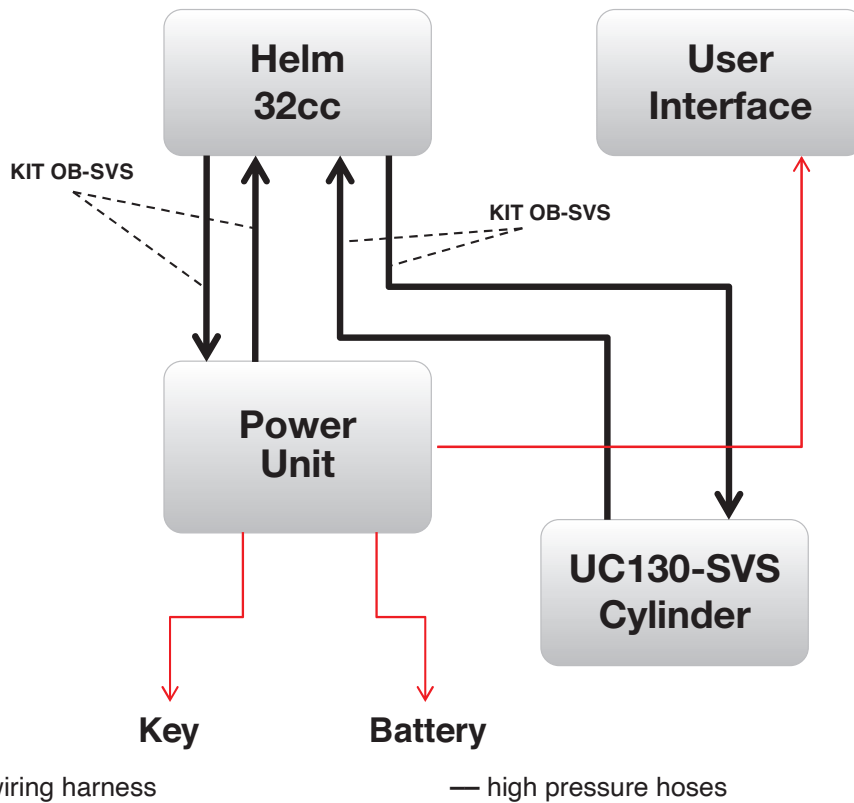 Helm
32cc
User
Interface
KIT OB-SVS
KIT OB-SVS
Power
Unit
UC130-SVS
Cylinder
Key
Battery
harness
high pressure hoses